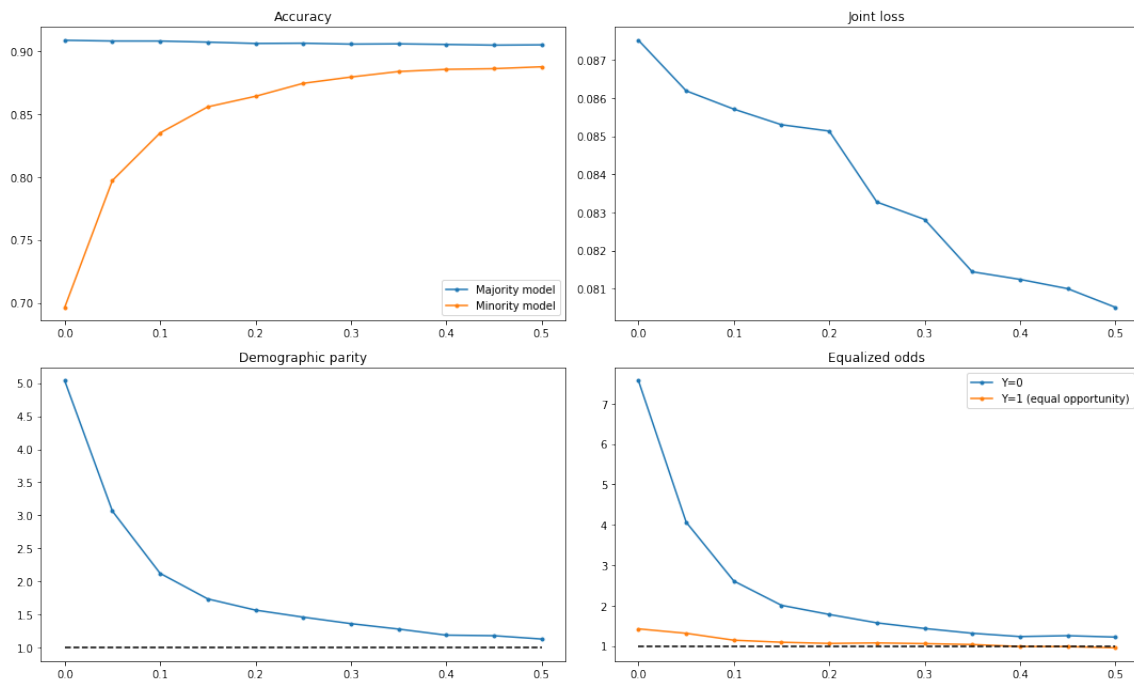 Accuracy
0.90
0.85
0.80
0.75
0.70
Majority model
Minority model
0.0 0.1 0.2 0.3 0.4 0.5
Joint loss
0.087
0.086
0.085
0.084
0.083
0.082
0.081
0.0 0.1 0.2 0.3 0.4 0.5
Demographic parity
5.0
4.5
4.0
3.5
3.0
2.5
2.0
1.5
1.0
0.0 0.1 0.2 0.3 0.4 0.5
Equalized odds
Y=0
Y=1 (equal opportunity)
7
6
5
4
3
2
1
0.0 0.1 0.2 0.3 0.4 0.5